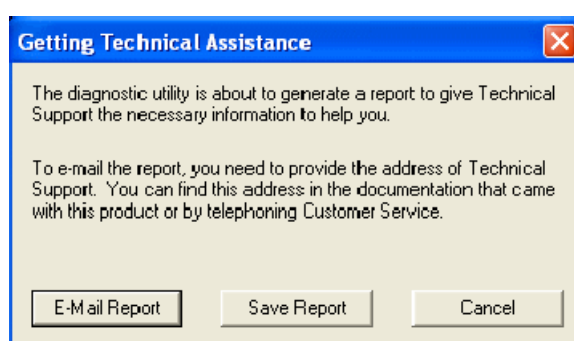 Getting Technical Assistance
The diagnostic utility is about to generate a report to give Technical
Support the necessary information to help you.
To e-mail the report, you need to provide the address of Technical
Support. You can find this address in the documentation that came
with this product or by telephoning Customer Service.
E-Mail Report
Save Report
Cancel